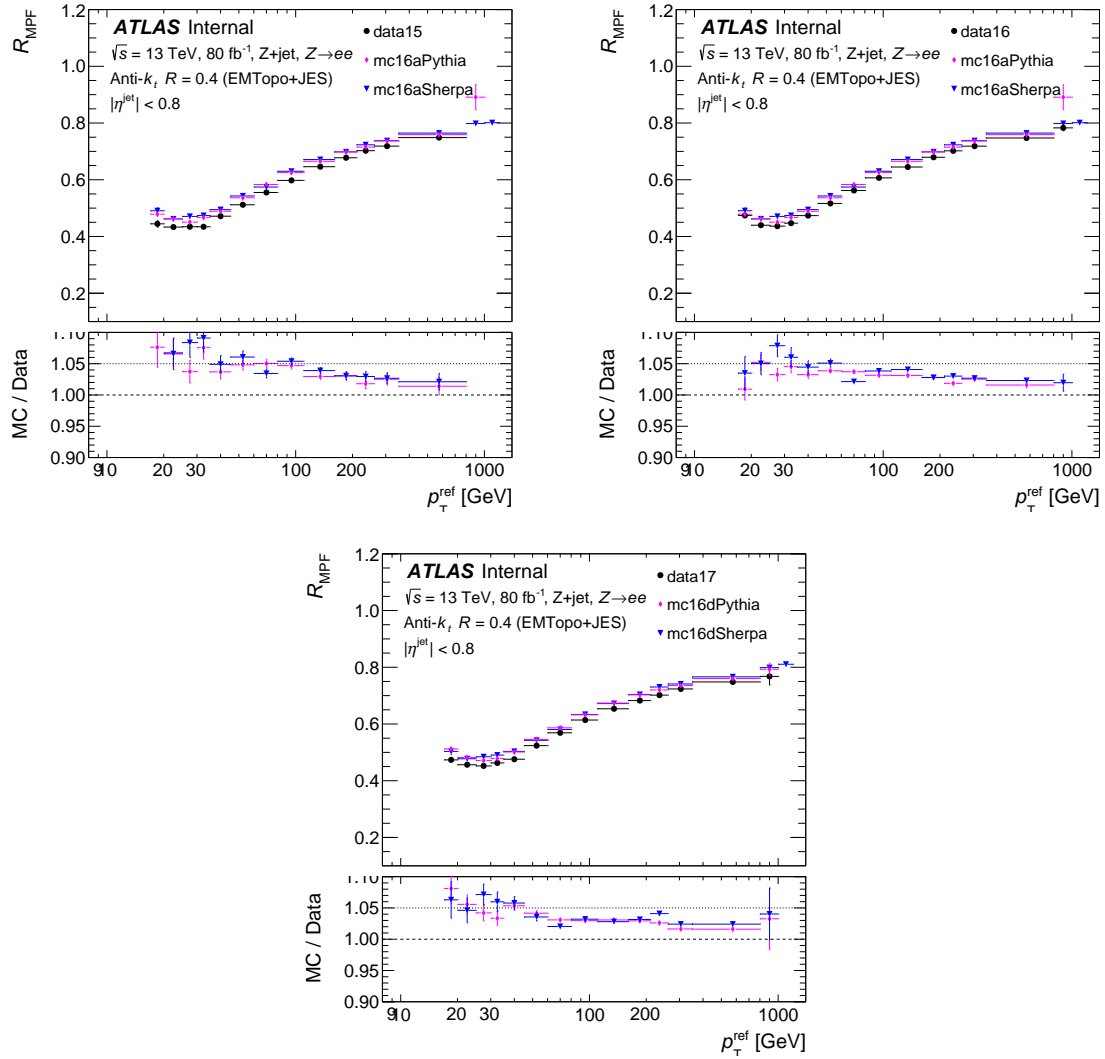 R_MPF
1.2
1.0
0.8
0.6
0.4
0.2
ATLAS Internal
√s = 13 TeV, 80 fb⁻¹, Z+jet, Z→ee
Anti-k_t R = 0.4 (EMTopo+JES)
|η^jet| < 0.8
data15
mc16aPythia
mc16aSherpa
MC / Data
1.10
1.05
1.00
0.95
0.90
9 10 20 30 100 200 1000
p_T^ref [GeV]
R_MPF
1.2
1.0
0.8
0.6
0.4
0.2
ATLAS Internal
√s = 13 TeV, 80 fb⁻¹, Z+jet, Z→ee
Anti-k_t R = 0.4 (EMTopo+JES)
|η^jet| < 0.8
data16
mc16aPythia
mc16aSherpa
MC / Data
1.10
1.05
1.00
0.95
0.90
9 10 20 30 100 200 1000
p_T^ref [GeV]
R_MPF
1.2
1.0
0.8
0.6
0.4
0.2
ATLAS Internal
√s = 13 TeV, 80 fb⁻¹, Z+jet, Z→ee
Anti-k_t R = 0.4 (EMTopo+JES)
|η^jet| < 0.8
data17
mc16dPythia
mc16dSherpa
MC / Data
1.10
1.05
1.00
0.95
0.90
9 10 20 30 100 200 1000
p_T^ref [GeV]